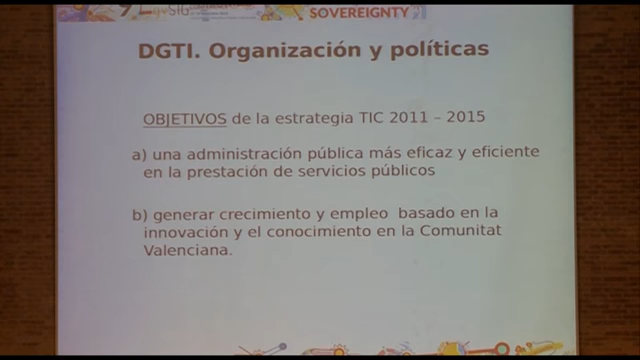 SIG
SOVEREIGNTY
DGTI. Organización y políticas
OBJETIVOS de la estrategia TIC 2011 – 2015
a) una administración pública más eficaz y eficiente
en la prestación de servicios públicos
b) generar crecimiento y empleo basado en la
innovación y el conocimiento en la Comunitat
Valenciana.